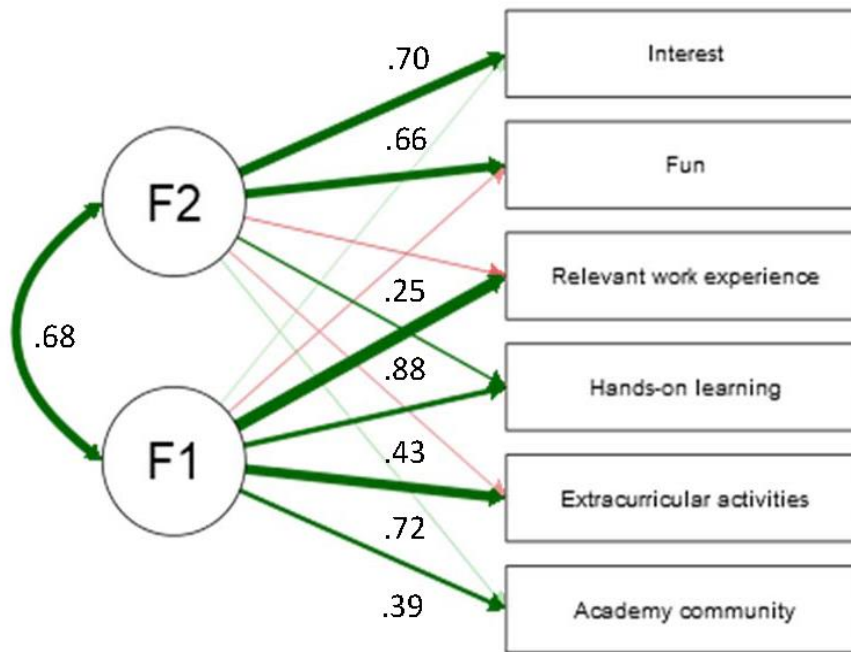 .70
Interest
.66
Fun
F2
.25
Relevant work experience
.68
.88
Hands-on learning
F1
.43
Extracurricular activities
.72
.39
Academy community